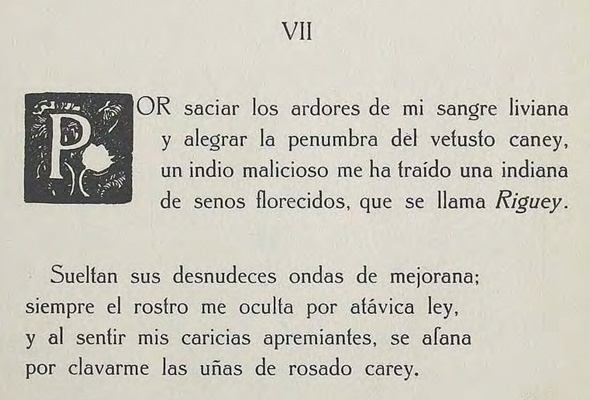 VII
POR saciar los ardores de mi sangre liviana
y alegrar la penumbra del vetusto caney,
un indio malicioso me ha traído una indiana
de senos florecidos, que se llama Riguey.
Sueltan sus desnudeces ondas de mejorana;
siempre el rostro me oculta por atávica ley,
y al sentir mis caricias apremiantes, se afana
por clavarme las uñas de rosado carey.